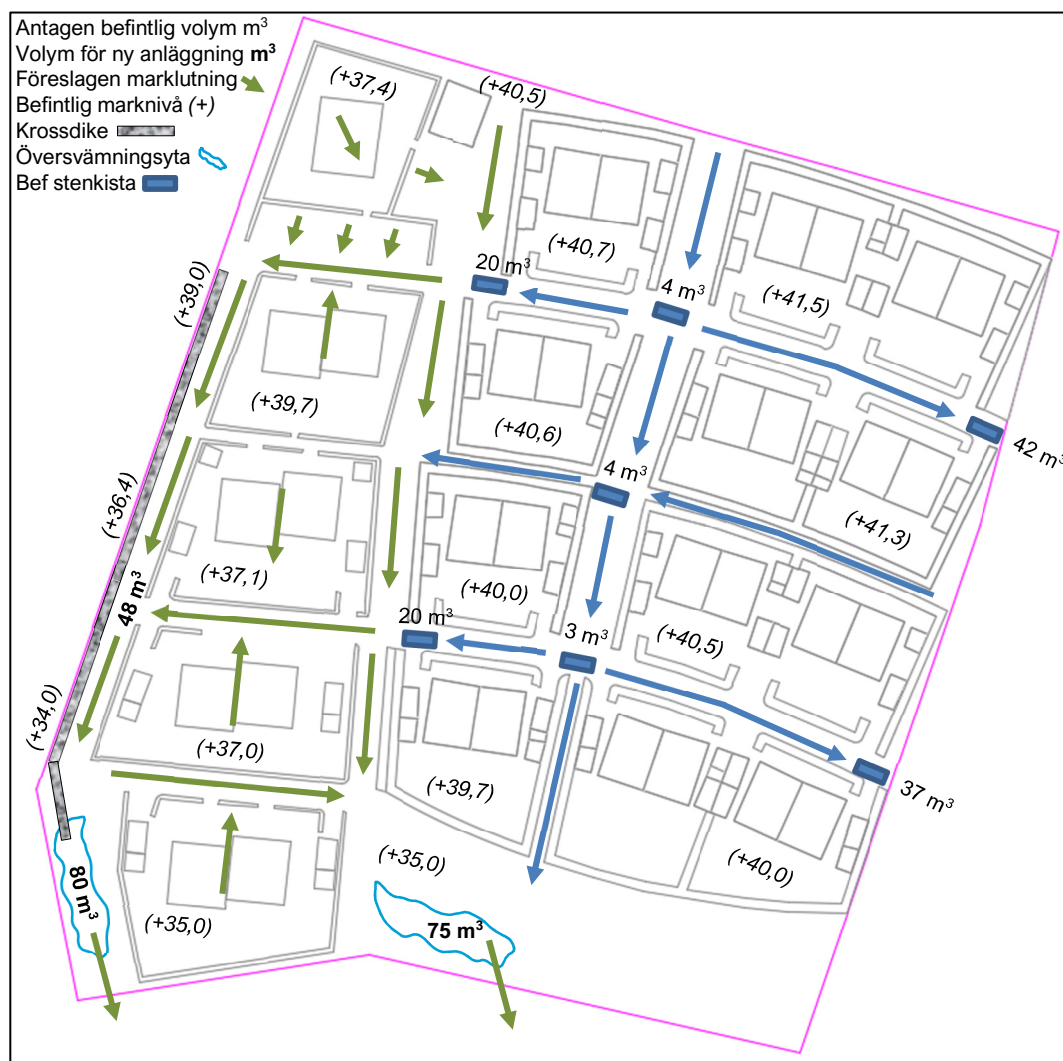 Antagen befintlig volym m³
Volym för ny anläggning m³
Föreslagen marklutning
Befintlig marknivå (+)
Krossdike
Översvämningsyta
Bef stenkista
(+37,4)
(+40,5)
(+40,7)
20 m³
4 m³
(+41,5)
(+39,0)
(+39,7)
(+40,6)
42 m³
4 m³
(+36,4)
(+41,3)
(+37,1)
(+40,0)
48 m³
20 m³
3 m³
(+40,5)
(+34,0)
(+37,0)
(+39,7)
37 m³
(+35,0)
(+40,0)
80 m³
(+35,0)
75 m³